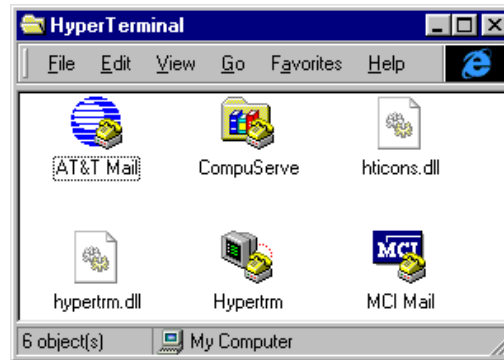 HyperTerminal
File Edit View Go Favorites Help
AT&T Mail CompuServe hticons.dll
MCI
hypertrm.dll Hypertrm MCI Mail
6 object(s) My Computer